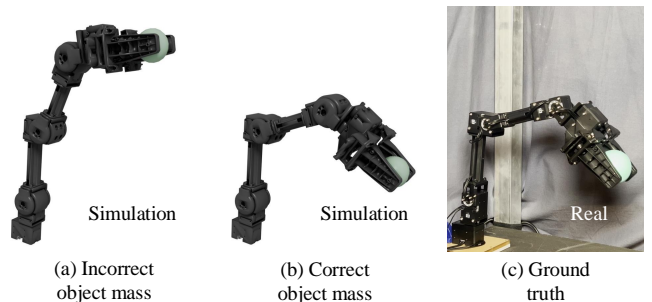 Simulation
Simulation
Real
(a) Incorrect
object mass
(b) Correct
object mass
(c) Ground
truth